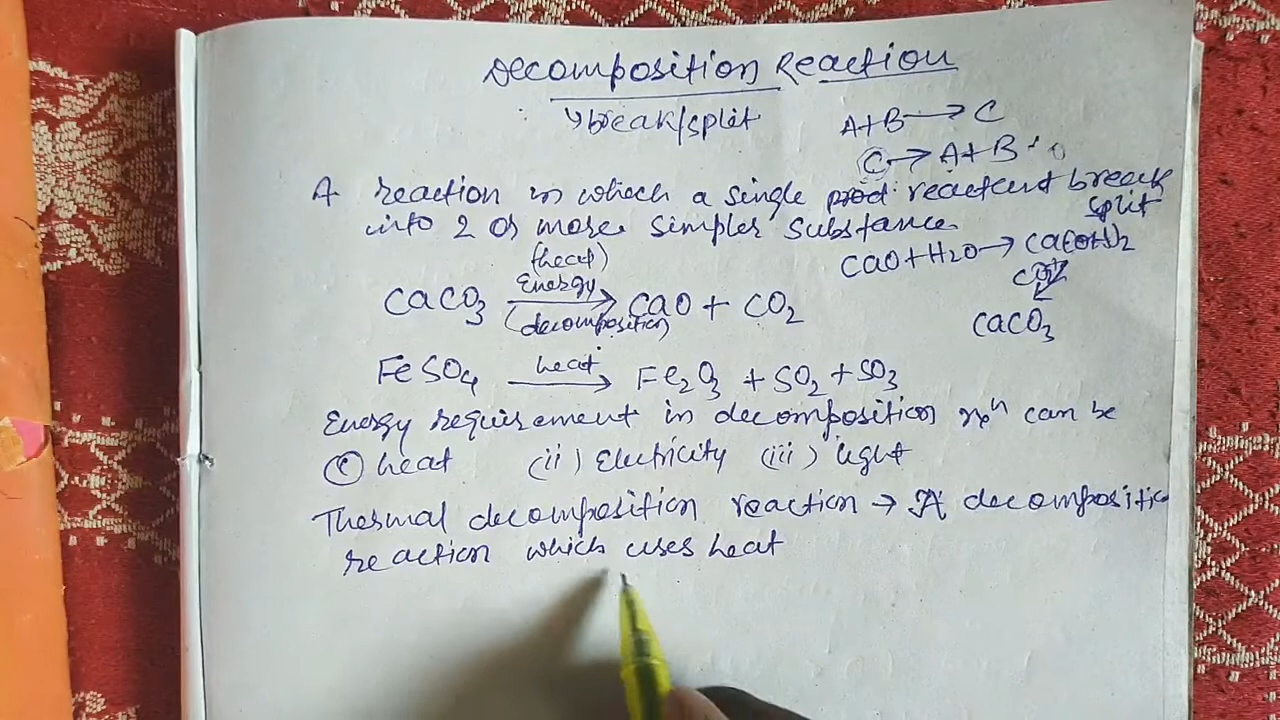 Decomposition Reaction
↳break/split
A+B → C
C → A+B
A reaction in which a single reactant break
split
into 2 or more simpler substance.
CaO+H2O → Ca(OH)2
(heat)
Energy
CaCO3 → CaO + CO2
(decomposition)
CaCO3
FeSO4 heat → Fe2O3 + SO2 + SO3
Energy requirement in decomposition rxn can be
(i) heat (ii) Electricity (iii) light
Thermal decomposition reaction → A decompositio
reaction which uses heat